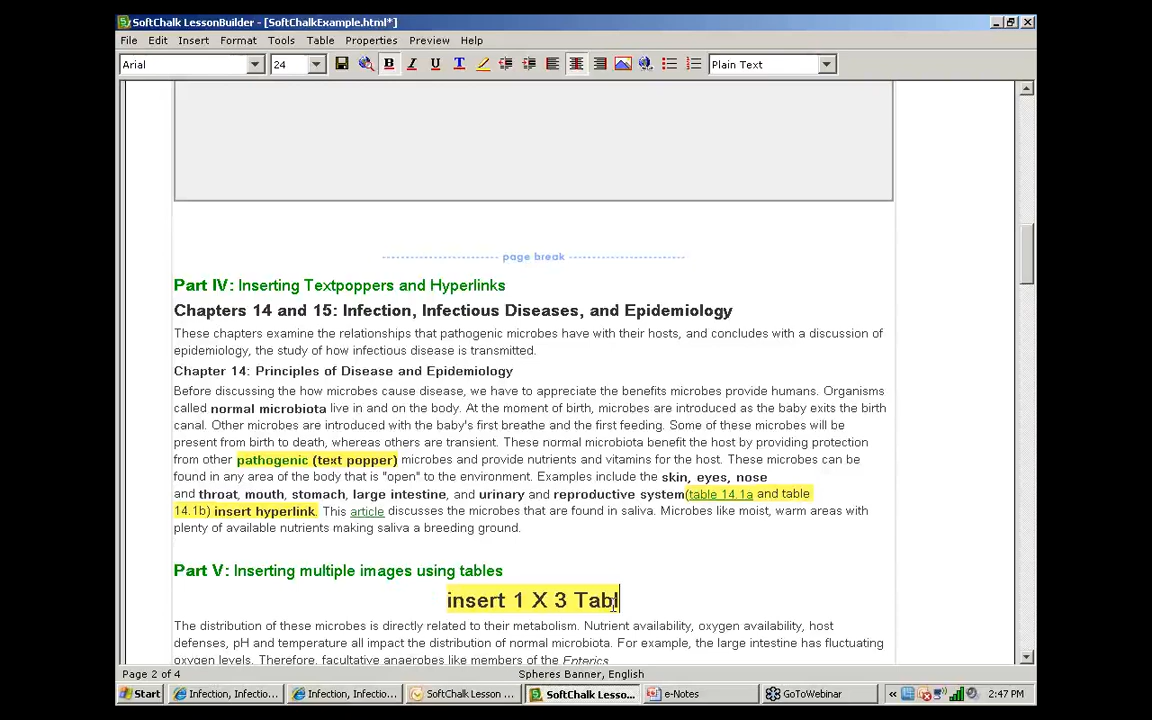 SoftChalk LessonBuilder - [SoftChalkExample.html*]
File Edit Insert Format Tools Table Properties Preview Help
Arial 24 B I U T Plain Text
page break
Part IV: Inserting Textpoppers and Hyperlinks
Chapters 14 and 15: Infection, Infectious Diseases, and Epidemiology
These chapters examine the relationships that pathogenic microbes have with their hosts, and concludes with a discussion of
epidemiology, the study of how infectious disease is transmitted.
Chapter 14: Principles of Disease and Epidemiology
Before discussing the how microbes cause disease, we have to appreciate the benefits microbes provide humans. Organisms
called normal microbiota live in and on the body. At the moment of birth, microbes are introduced as the baby exits the birth
canal. Other microbes are introduced with the baby's first breathe and the first feeding. Some of these microbes will be
present from birth to death, whereas others are transient. These normal microbiota benefit the host by providing protection
from other pathogenic (text popper) microbes and provide nutrients and vitamins for the host. These microbes can be
found in any area of the body that is "open" to the environment. Examples include the skin, eyes, nose
and throat, mouth, stomach, large intestine, and urinary and reproductive system(table 14.1a and table
14.1b) insert hyperlink. This article discusses the microbes that are found in saliva. Microbes like moist, warm areas with
plenty of available nutrients making saliva a breeding ground.
Part V: Inserting multiple images using tables
insert 1 X 3 Tabl
The distribution of these microbes is directly related to their metabolism. Nutrient availability, oxygen availability, host
defenses, pH and temperature all impact the distribution of normal microbiota. For example, the large intestine has fluctuating
oxygen levels. Therefore, facultative anaerobes like members of the Enterics
Page 2 of 4 Spheres Banner, English
Start Infection, Infectio... Infection, Infectio... SoftChalk Lesson ... SoftChalk Lesso... e-Notes GoToWebinar « 2:47 PM